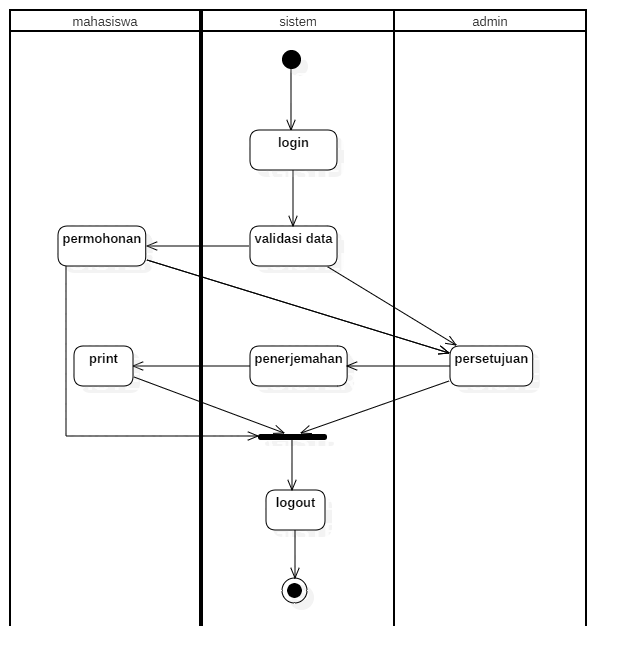 mahasiswa
sistem
admin
login
permohonan
validasi data
print
penerjemahan
persetujuan
logout